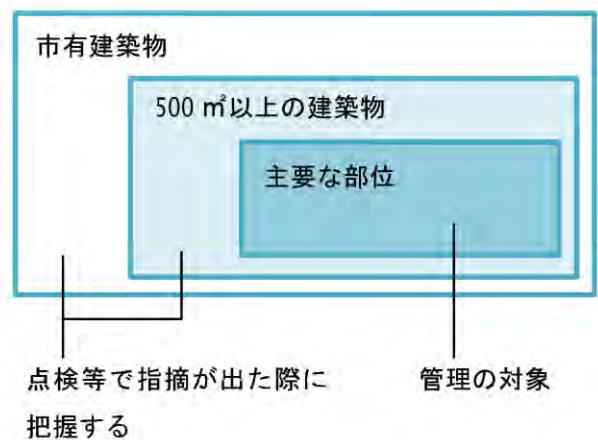 市有建築物
500 ㎡以上の建築物
主要な部位
点検等で指摘が出た際に
把握する
管理の対象